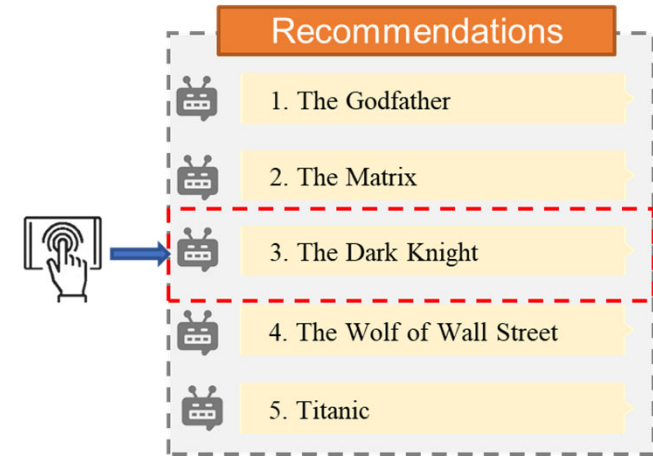 Recommendations
1. The Godfather
2. The Matrix
3. The Dark Knight
4. The Wolf of Wall Street
5. Titanic